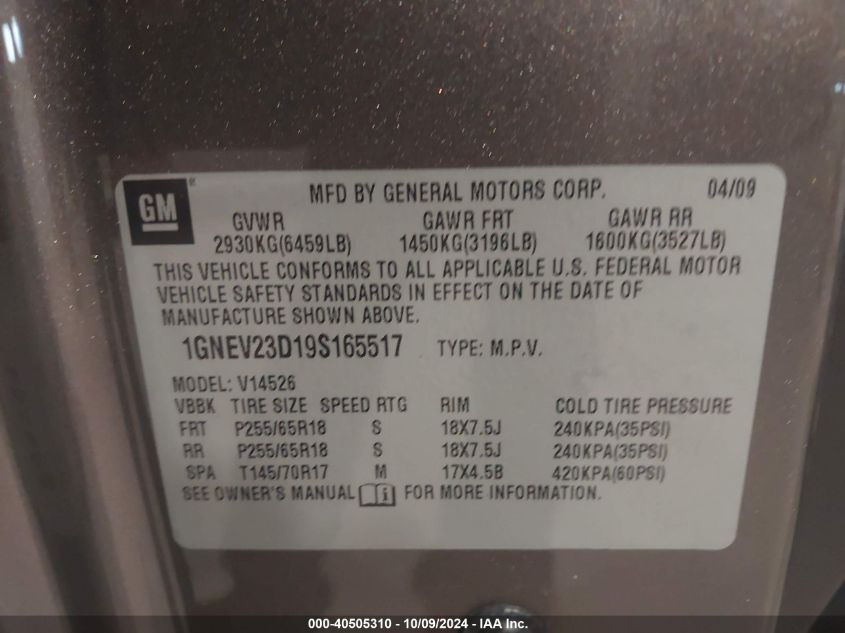 GM ® MFD BY GENERAL MOTORS CORP. 04/09
GVWR GAWR FRT GAWR RR
2930KG(6459LB) 1450KG(3196LB) 1600KG(3527LB)
THIS VEHICLE CONFORMS TO ALL APPLICABLE U.S. FEDERAL MOTOR
VEHICLE SAFETY STANDARDS IN EFFECT ON THE DATE OF
MANUFACTURE SHOWN ABOVE.
1GNEV23D19S165517 TYPE: M.P.V.
MODEL: V14526
VBBK TIRE SIZE SPEED RTG RIM COLD TIRE PRESSURE
FRT P255/65R18 S 18X7.5J 240KPA(35PSI)
RR P255/65R18 S 18X7.5J 240KPA(35PSI)
SPA T145/70R17 M 17X4.5B 420KPA(60PSI)
SEE OWNER'S MANUAL i FOR MORE INFORMATION.
000-40505310 - 10/09/2024 - IAA Inc.